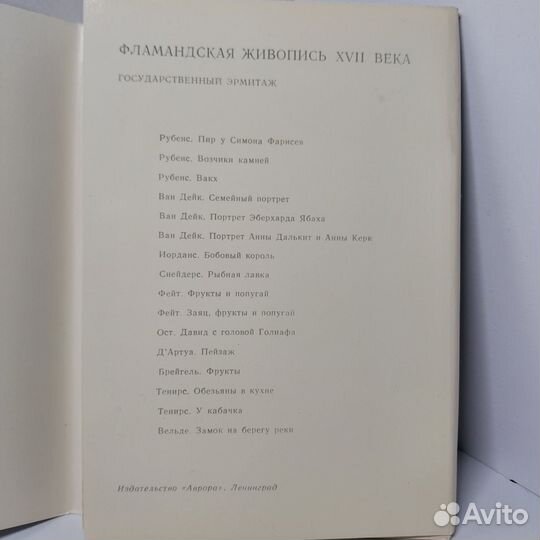 ФЛАМАНДСКАЯ ЖИВОПИСЬ XVII ВЕКА
ГОСУДАРСТВЕННЫЙ ЭРМИТАЖ
Рубенс. Пир у Симона Фарисея
Рубенс. Возчики камней
Рубенс. Вакх
Ван Дейк. Семейный портрет
Ван Дейк. Портрет Эберхарда Ябаха
Ван Дейк. Портрет Анны Далькит и Анны Керк
Иорданс. Бобовый король
Снейдерс. Рыбная лавка
Фейт. Фрукты и попугай
Фейт. Заяц, фрукты и попугай
Ост. Давид с головой Голиафа
Д'Артуа. Пейзаж
Брейгель. Фрукты
Тенирс. Обезьяны в кухне
Тенирс. У кабачка
Вельде. Замок на берегу реки
Издательство «Аврора». Ленинград
Avito